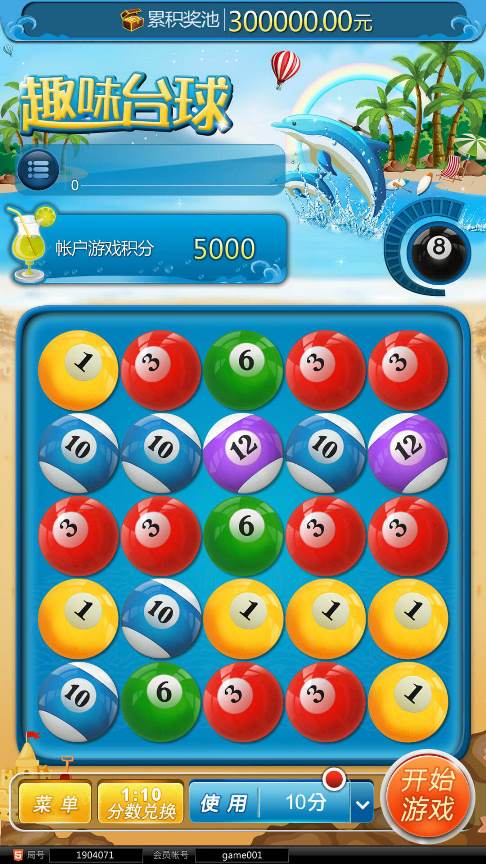 累积奖池 300000.00元
趣味台球
0
帐户游戏积分 5000
8
1 3 6 3 3
10 10 12 10 12
3 3 6 3 3
1 10 1 1 1
10 6 3 3 1
菜单
1:10
分数兑换
使用 10分
开始
游戏
局号 1904071 会员帐号 game001